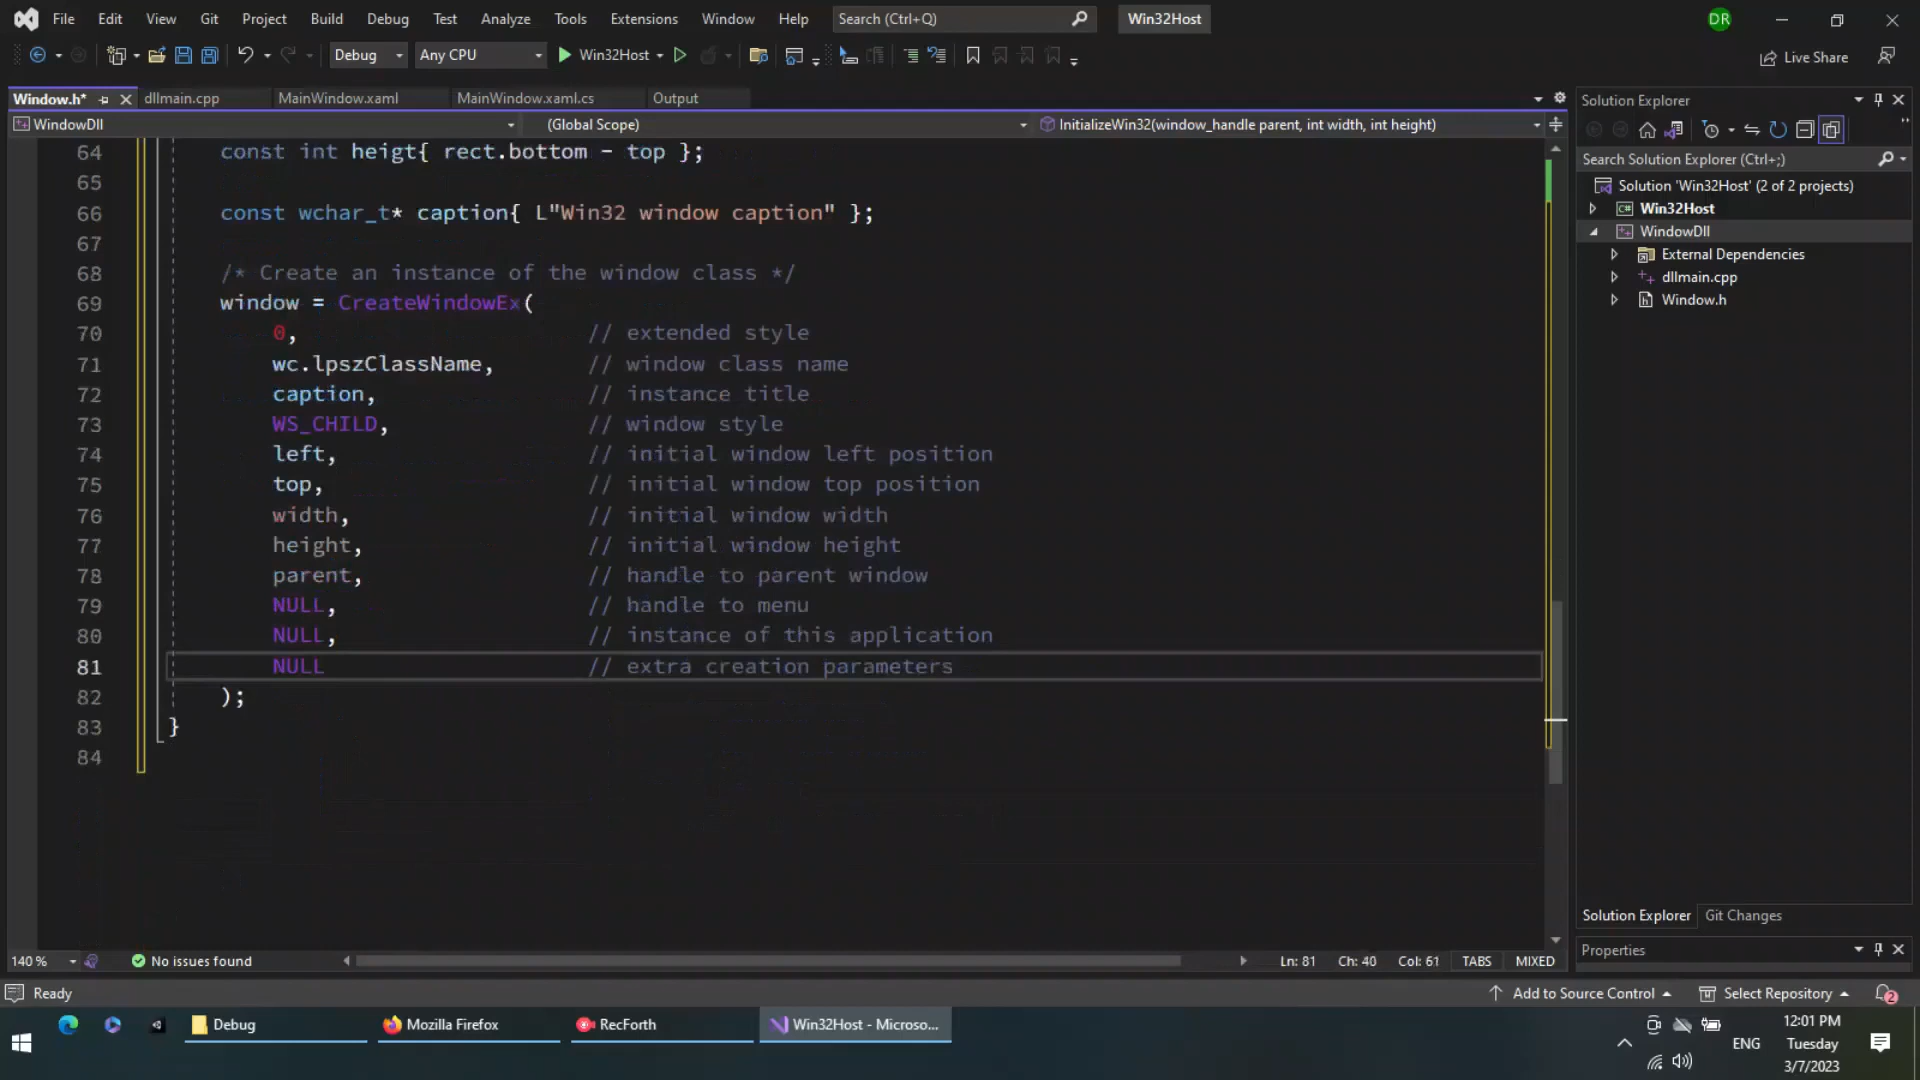 File Edit View Git Project Build Debug Test Analyze Tools Extensions Window Help Search (Ctrl+Q) Win32Host DR
Debug Any CPU Win32Host Live Share
Window.h* dllmain.cpp MainWindow.xaml MainWindow.xaml.cs Output
WindowDll (Global Scope) InitializeWin32(window_handle parent, int width, int height)
64 const int heigt{ rect.bottom - top };
65
66 const wchar_t* caption{ L"Win32 window caption" };
67
68 /* Create an instance of the window class */
69 window = CreateWindowEx(
70 0, // extended style
71 wc.lpszClassName, // window class name
72 caption, // instance title
73 WS_CHILD, // window style
74 left, // initial window left position
75 top, // initial window top position
76 width, // initial window width
77 height, // initial window height
78 parent, // handle to parent window
79 NULL, // handle to menu
80 NULL, // instance of this application
81 NULL // extra creation parameters
82 );
83 }
84
140 % No issues found Ln: 81 Ch: 40 Col: 61 TABS MIXED
Solution Explorer
Search Solution Explorer (Ctrl+;)
Solution 'Win32Host' (2 of 2 projects)
C# Win32Host
WindowDll
External Dependencies
dllmain.cpp
Window.h
Solution Explorer Git Changes
Properties
Ready Add to Source Control Select Repository 2
Debug Mozilla Firefox RecForth Win32Host - Microso...
ENG
12:01 PM
Tuesday
3/7/2023